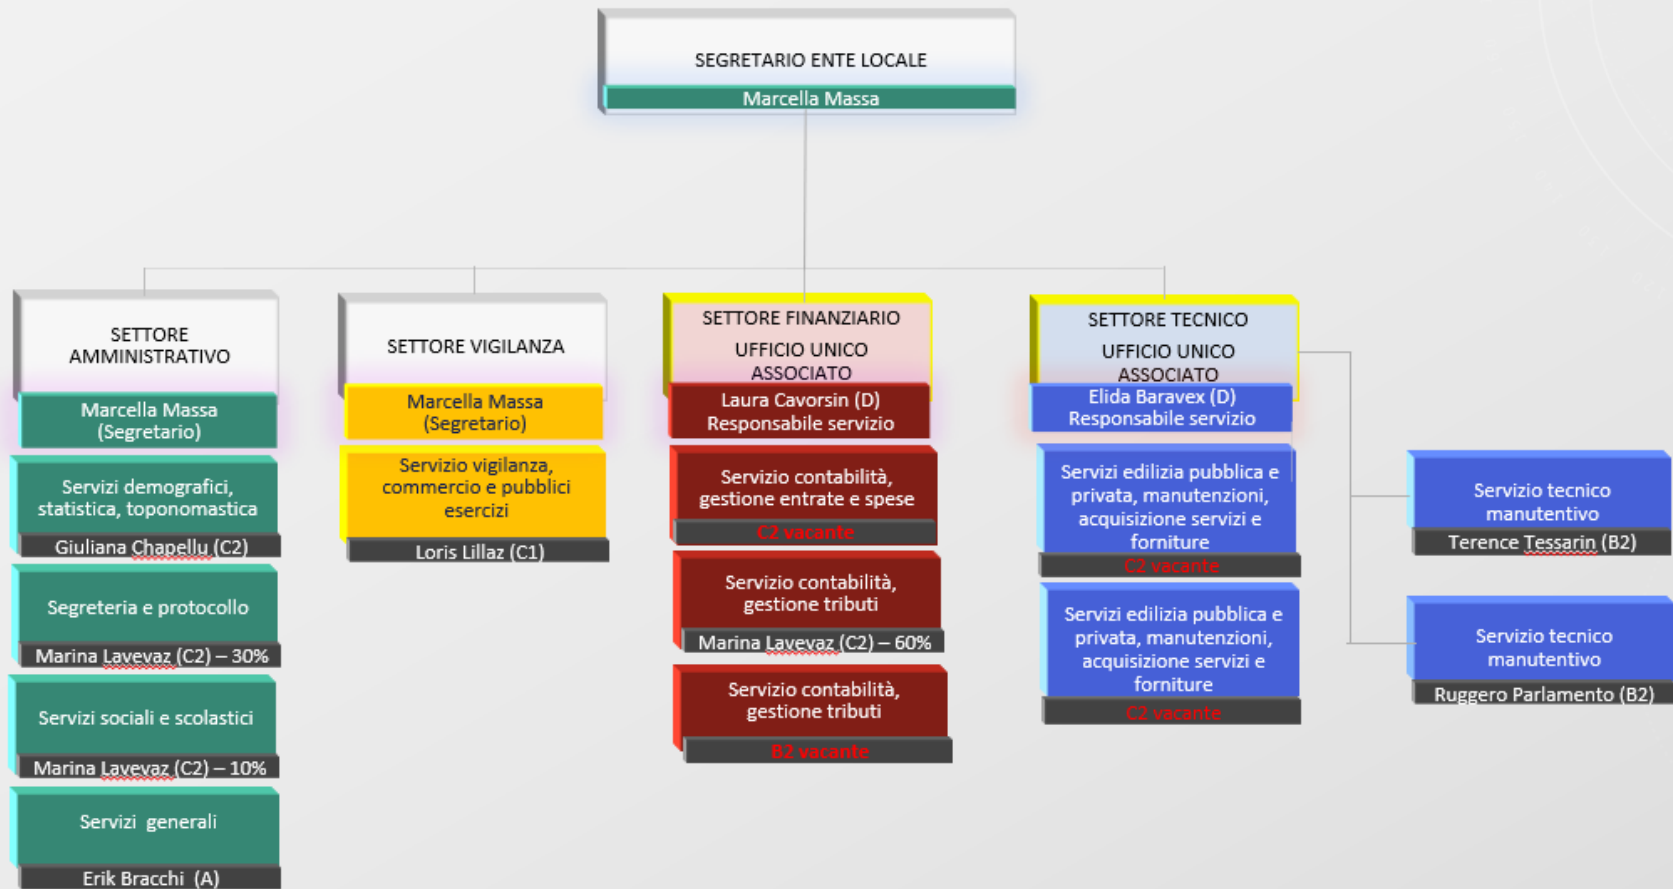 SEGRETARIO ENTE LOCALE
Marcella Massa
SETTORE
AMMINISTRATIVO
Marcella Massa
(Segretario)
Servizi demografici,
statistica, toponomastica
Giuliana Chapellu (C2)
Segreteria e protocollo
Marina Lavevaz (C2) – 30%
Servizi sociali e scolastici
Marina Lavevaz (C2) – 10%
Servizi generali
Erik Bracchi (A)
SETTORE VIGILANZA
Marcella Massa
(Segretario)
Servizio vigilanza,
commercio e pubblici
esercizi
Loris Lillaz (C1)
SETTORE FINANZIARIO
UFFICIO UNICO
ASSOCIATO
Laura Cavorsin (D)
Responsabile servizio
Servizio contabilità,
gestione entrate e spese
C2 vacante
Servizio contabilità,
gestione tributi
Marina Lavevaz (C2) – 60%
Servizio contabilità,
gestione tributi
B2 vacante
SETTORE TECNICO
UFFICIO UNICO
ASSOCIATO
Elida Baravex (D)
Responsabile servizio
Servizi edilizia pubblica e
privata, manutenzioni,
acquisizione servizi e
forniture
C2 vacante
Servizi edilizia pubblica e
privata, manutenzioni,
acquisizione servizi e
forniture
C2 vacante
Servizio tecnico
manutentivo
Terence Tessarin (B2)
Servizio tecnico
manutentivo
Ruggero Parlamento (B2)